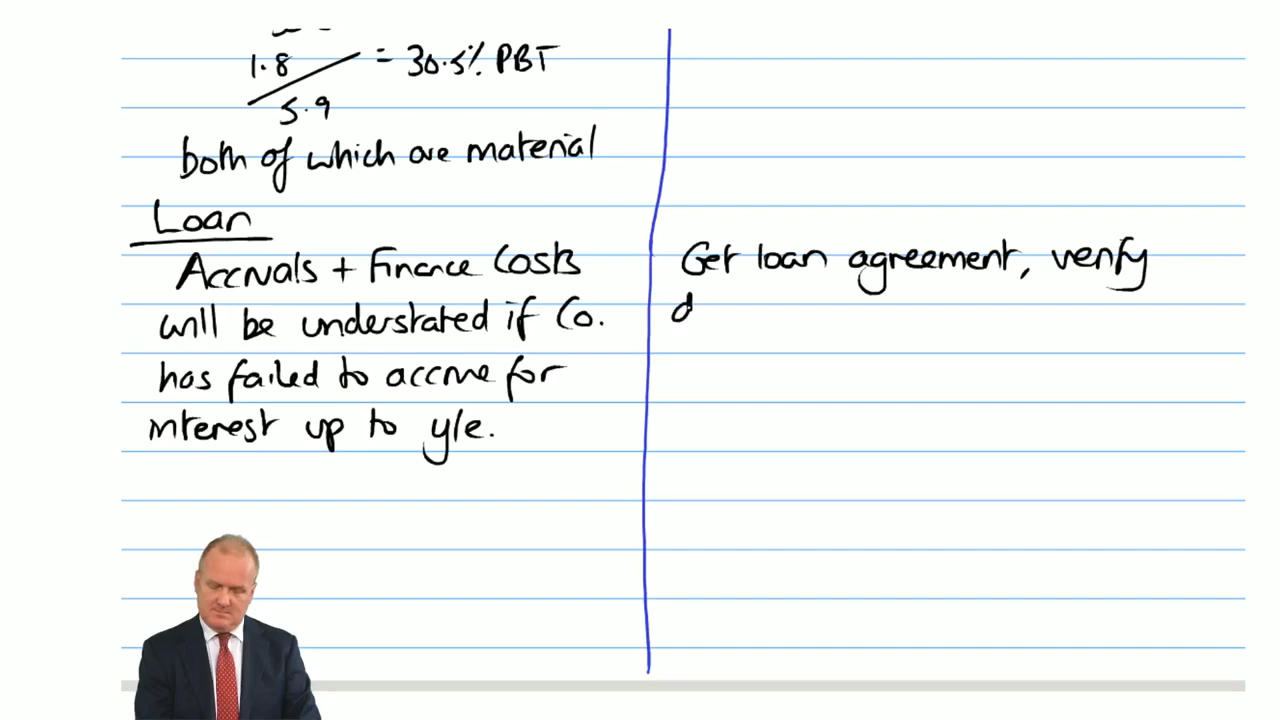 1.8
= 30.5% PBT
5.9
both of which are material
Loan
Accruals + Finance Costs
will be understated if Co.
has failed to accrue for
interest up to y/e.
Get loan agreement, verify
d